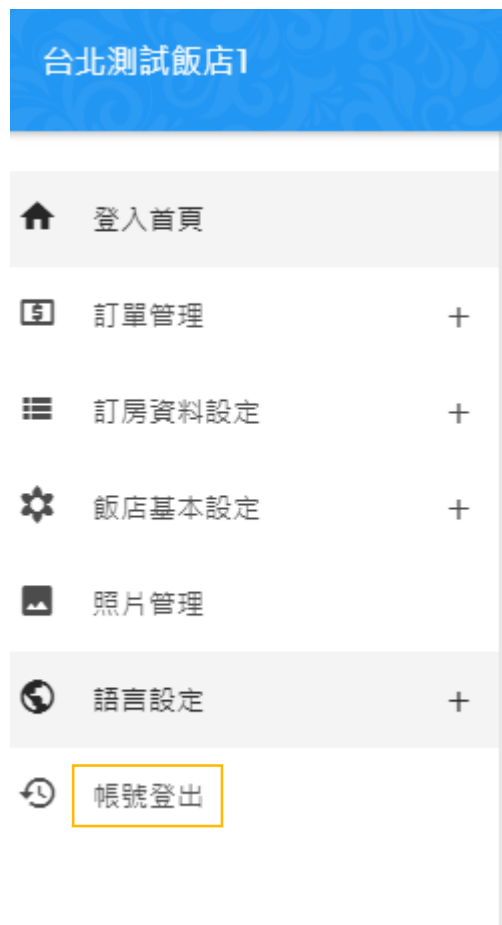 台北測試飯店1
登入首頁
訂單管理 +
訂房資料設定 +
飯店基本設定 +
照片管理
語言設定 +
帳號登出